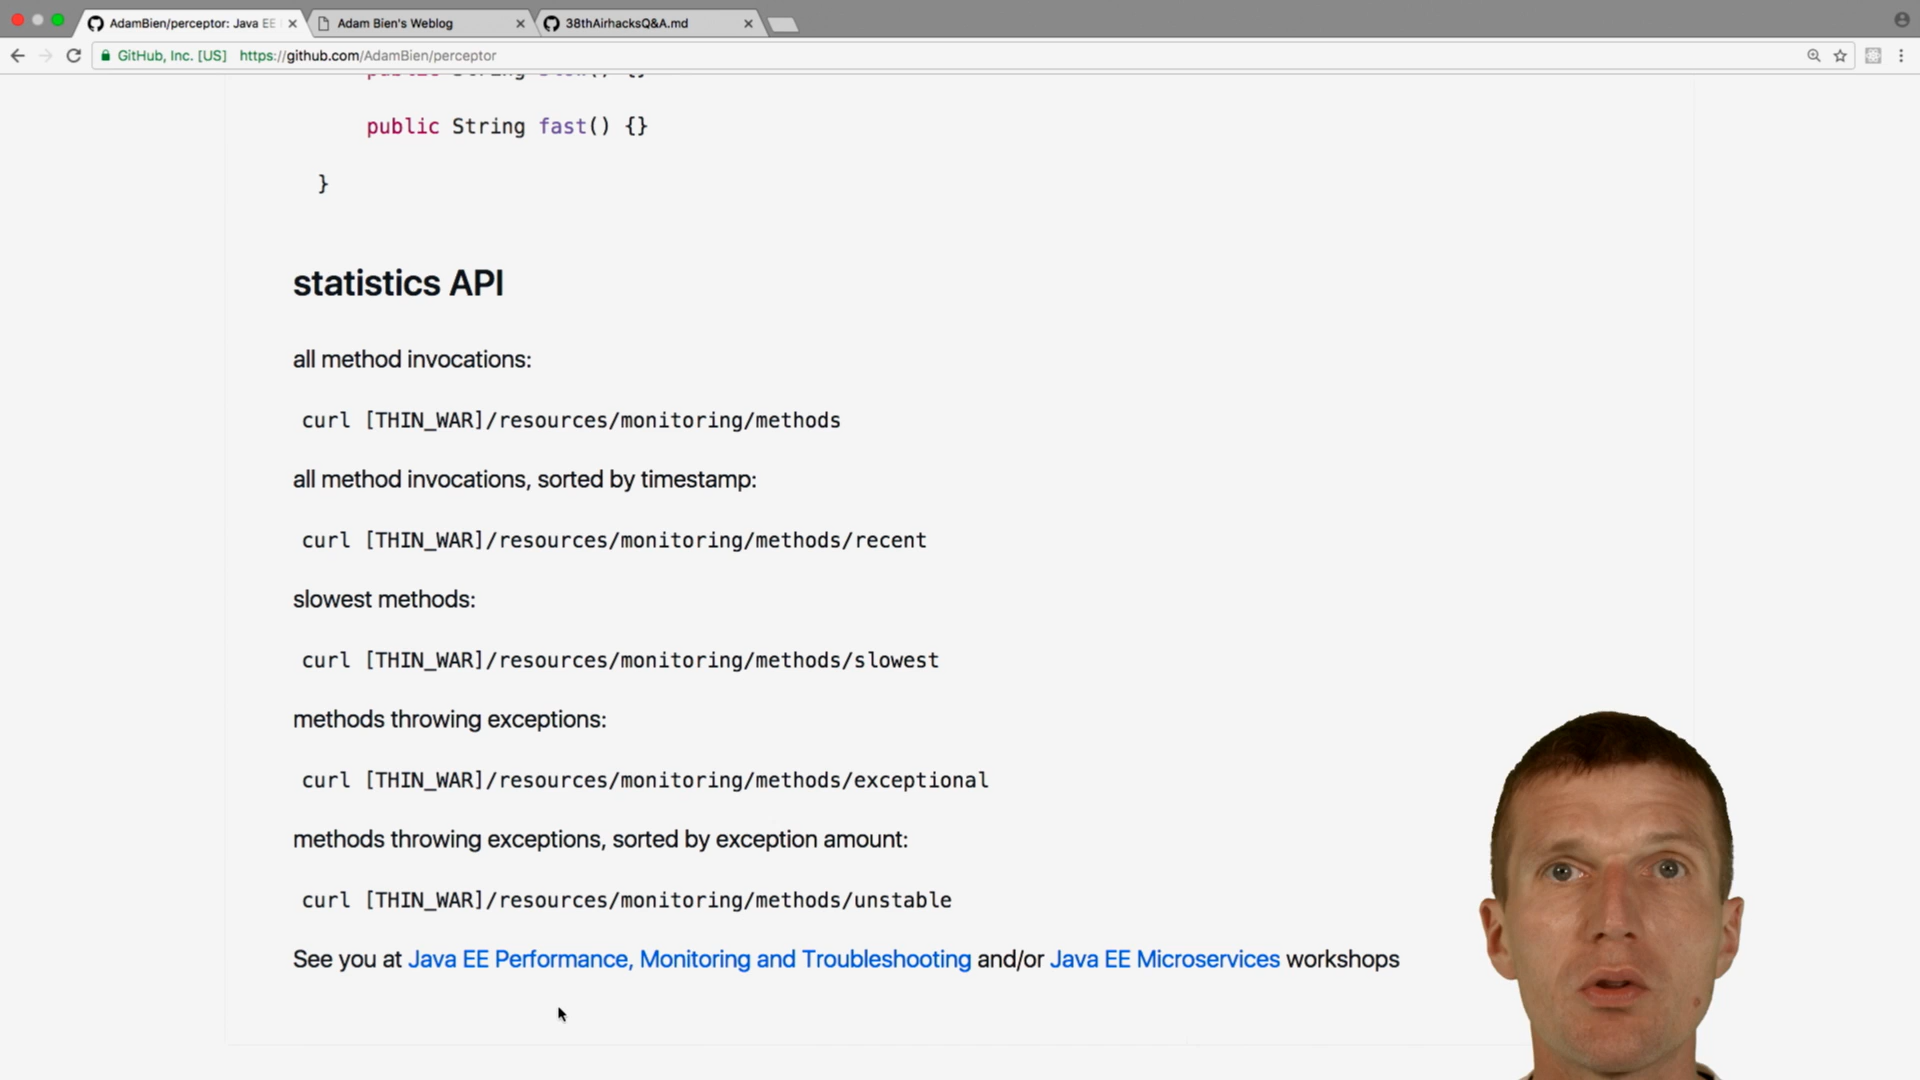 AdamBien/perceptor: Java EE
Adam Bien's Weblog
38thAirhacksQ&A.md
GitHub, Inc. [US] https://github.com/AdamBien/perceptor
public String slow() {}
public String fast() {}
}
statistics API
all method invocations:
curl [THIN_WAR]/resources/monitoring/methods
all method invocations, sorted by timestamp:
curl [THIN_WAR]/resources/monitoring/methods/recent
slowest methods:
curl [THIN_WAR]/resources/monitoring/methods/slowest
methods throwing exceptions:
curl [THIN_WAR]/resources/monitoring/methods/exceptional
methods throwing exceptions, sorted by exception amount:
curl [THIN_WAR]/resources/monitoring/methods/unstable
See you at Java EE Performance, Monitoring and Troubleshooting and/or Java EE Microservices workshops